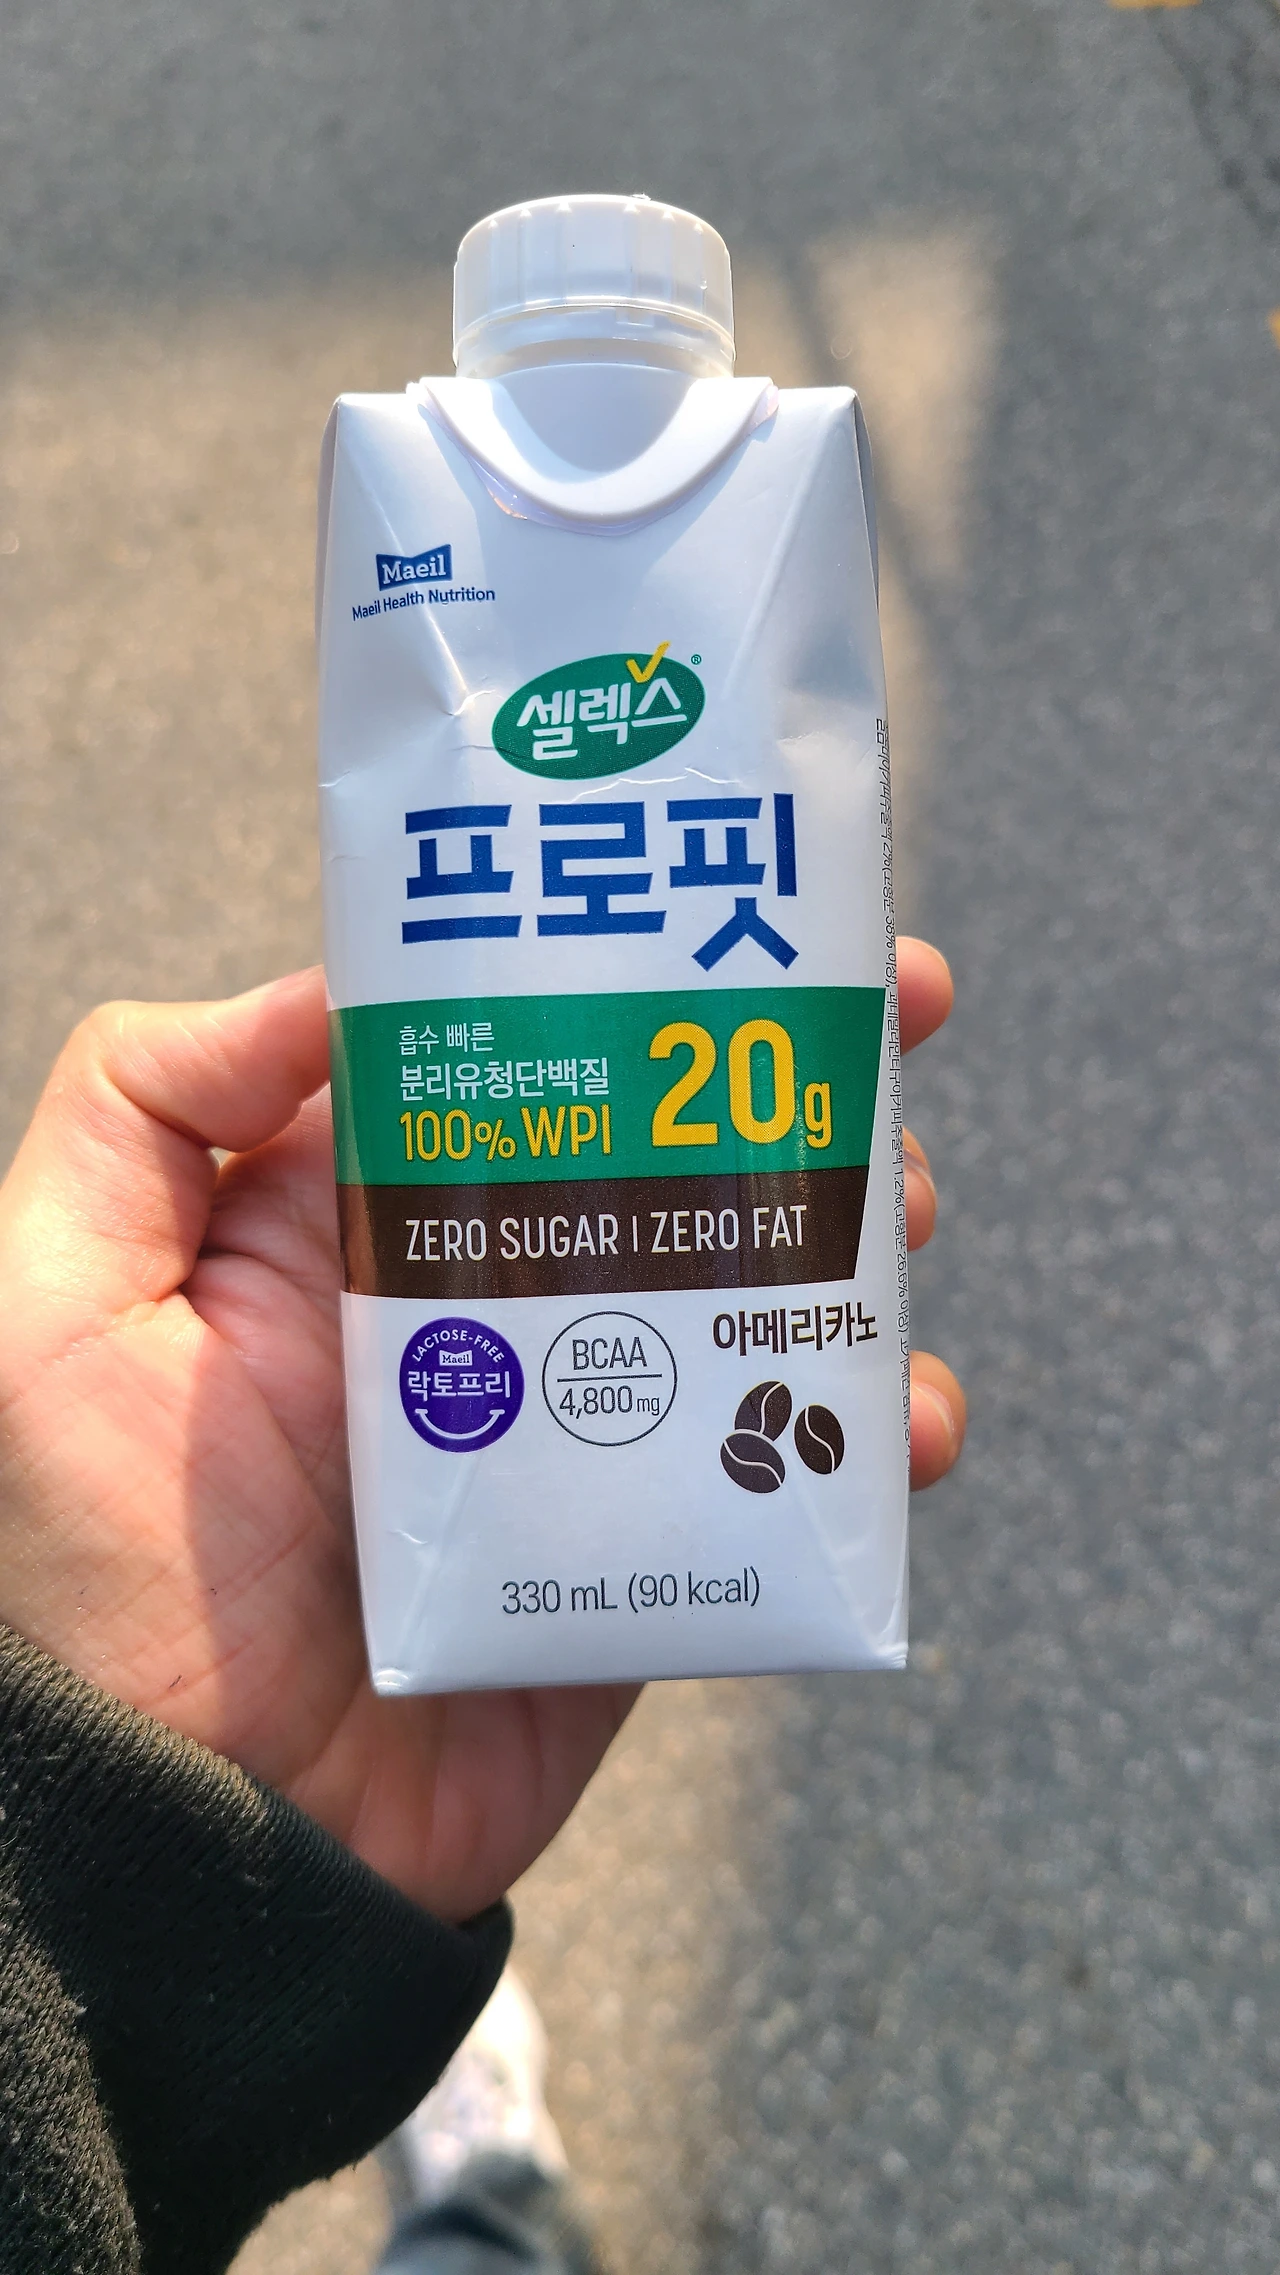 Maeil
Maeil Health Nutrition
셀렉스®
프로핏
흡수 빠른
분리유청단백질
100% WPI
20g
ZERO SUGAR | ZERO FAT
LACTOSE-FREE
Maeil
락토프리
BCAA
4,800mg
아메리카노
330 mL (90 kcal)